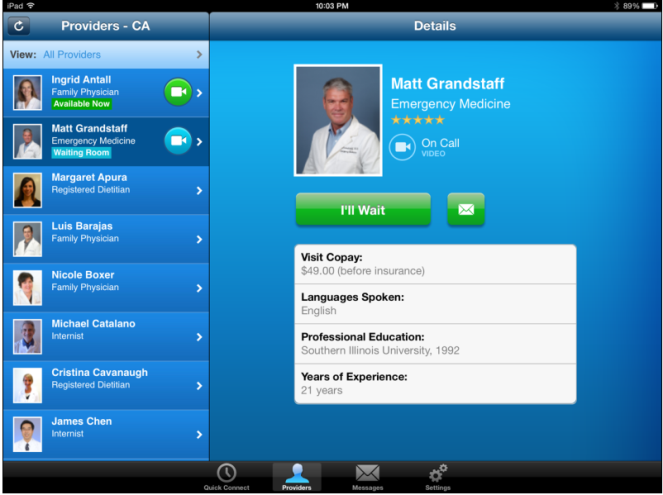 iPad 10:03 PM 89%
Providers - CA
Details
View: All Providers
Ingrid Antall
Family Physician
Available Now
Matt Grandstaff
Emergency Medicine
Waiting Room
Margaret Apura
Registered Dietitian
Luis Barajas
Family Physician
Nicole Boxer
Family Physician
Michael Catalano
Internist
Cristina Cavanaugh
Registered Dietitian
James Chen
Internist
Matt Grandstaff
Emergency Medicine
On Call
VIDEO
I'll Wait
Visit Copay:
$49.00 (before insurance)
Languages Spoken:
English
Professional Education:
Southern Illinois University, 1992
Years of Experience:
21 years
Quick Connect Providers Messages Settings